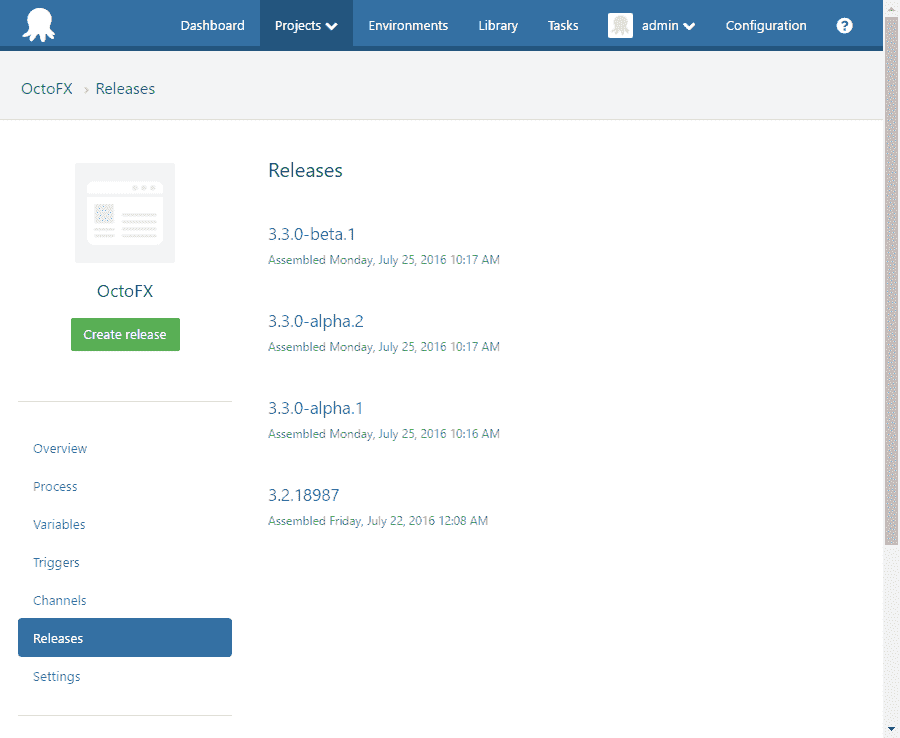 Dashboard Projects Environments Library Tasks admin Configuration ?
OctoFX › Releases
OctoFX
Create release
Overview
Process
Variables
Triggers
Channels
Releases
Settings
Releases
3.3.0-beta.1
Assembled Monday, July 25, 2016 10:17 AM
3.3.0-alpha.2
Assembled Monday, July 25, 2016 10:17 AM
3.3.0-alpha.1
Assembled Monday, July 25, 2016 10:16 AM
3.2.18987
Assembled Friday, July 22, 2016 12:08 AM